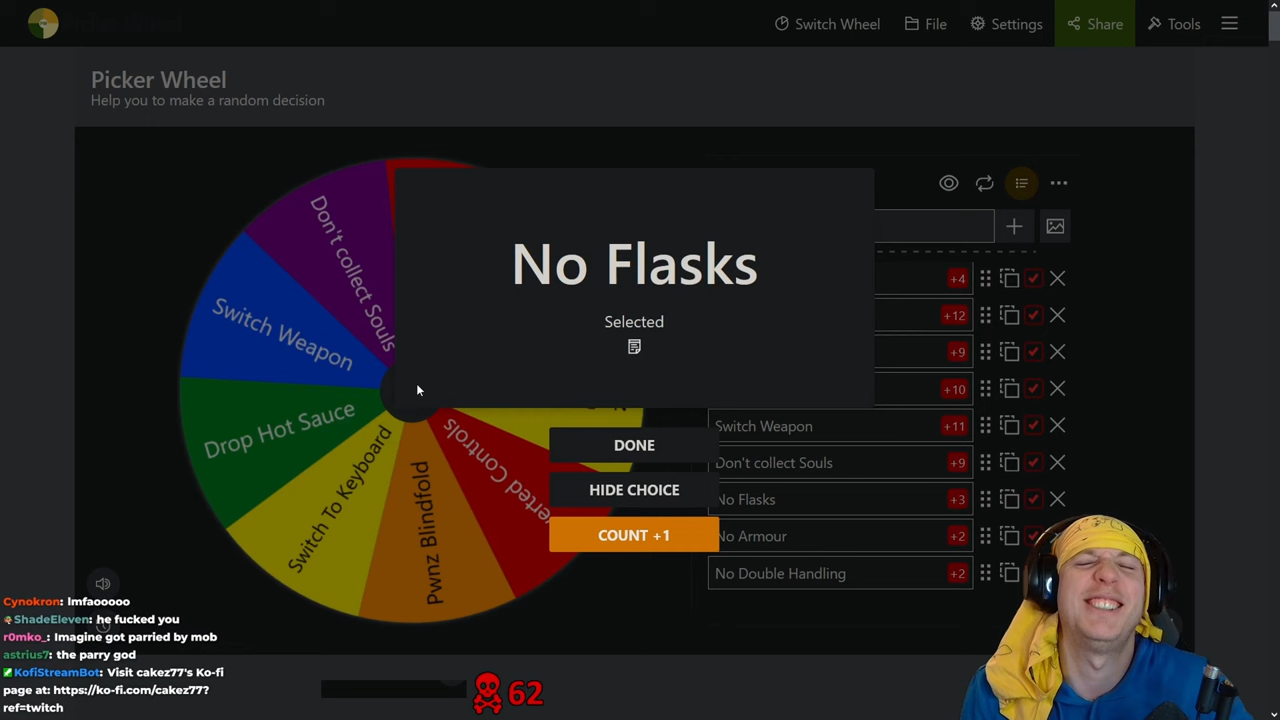 Picker Wheel
Switch Wheel
File
Settings
Share
Tools
Picker Wheel
Help you to make a random decision
Don't collect Souls
Switch Weapon
Drop Hot Sauce
Switch To Keyboard
Pwnz Blindfold
Controls
No Flasks
Selected
DONE
HIDE CHOICE
COUNT +1
+4
+12
+9
+10
Switch Weapon +11
Don't collect Souls +9
No Flasks +3
No Armour +2
No Double Handling +2
Cynokron: lmfaooooo
ShadeEleven: he fucked you
r0mko_: Imagine got parried by mob
astrius7: the parry god
KofiStreamBot: Visit cakez77's Ko-fi
page at: https://ko-fi.com/cakez77?
ref=twitch
62